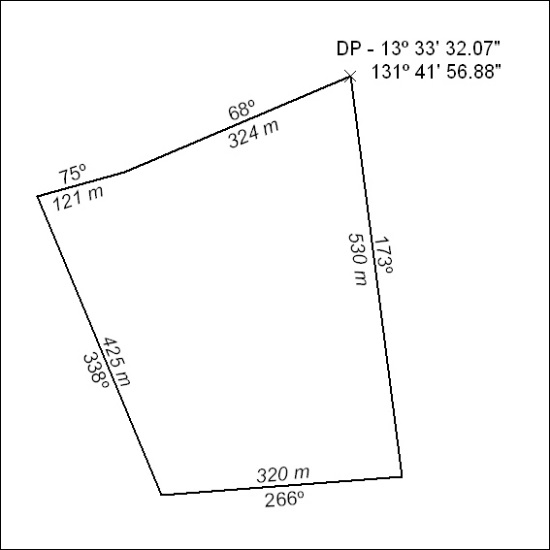 DP - 13º 33' 32.07"
131º 41' 56.88"
68º
324 m
75º
121 m
173º
530 m
425 m
338º
320 m
266º